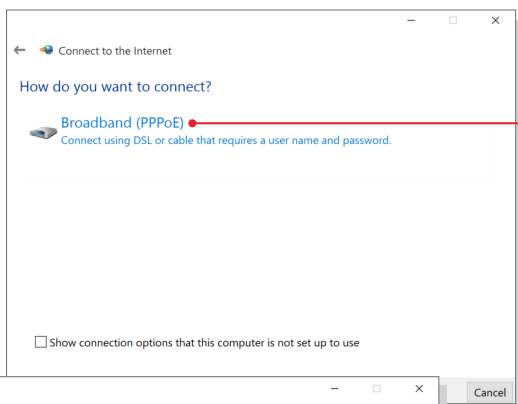 Connect to the Internet
How do you want to connect?
Broadband (PPPoE)
Connect using DSL or cable that requires a user name and password.
Show connection options that this computer is not set up to use
Cancel